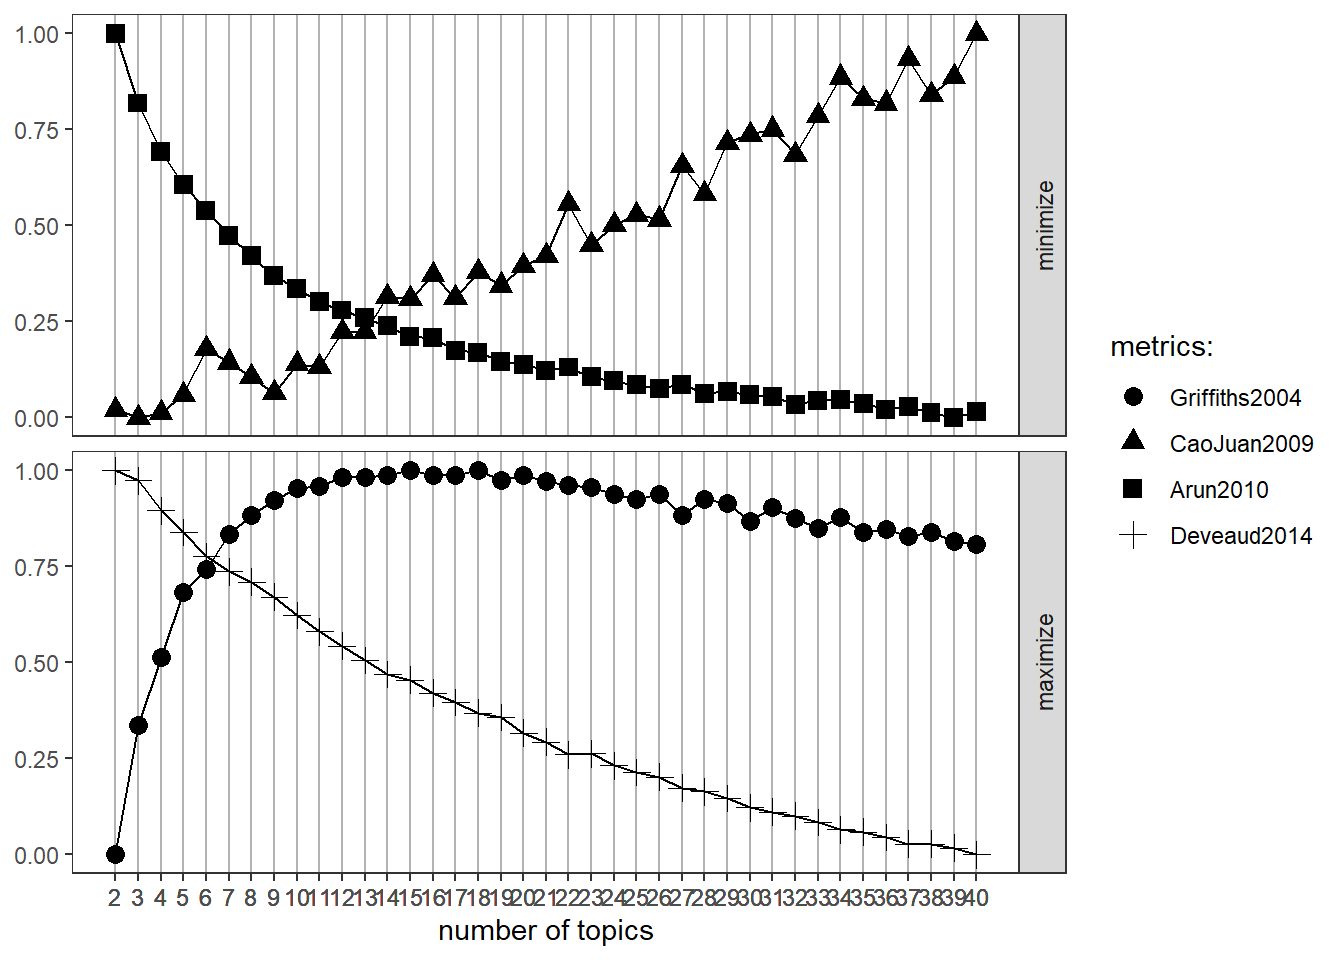 1.00
0.75
0.50
0.25
0.00
minimize
1.00
0.75
0.50
0.25
0.00
maximize
2 3 4 5 6 7 8 9 10 11 12 13 14 15 16 17 18 19 20 21 22 23 24 25 26 27 28 29 30 31 32 33 34 35 36 37 38 39 40
number of topics
metrics:
Griffiths2004
CaoJuan2009
Arun2010
Deveaud2014